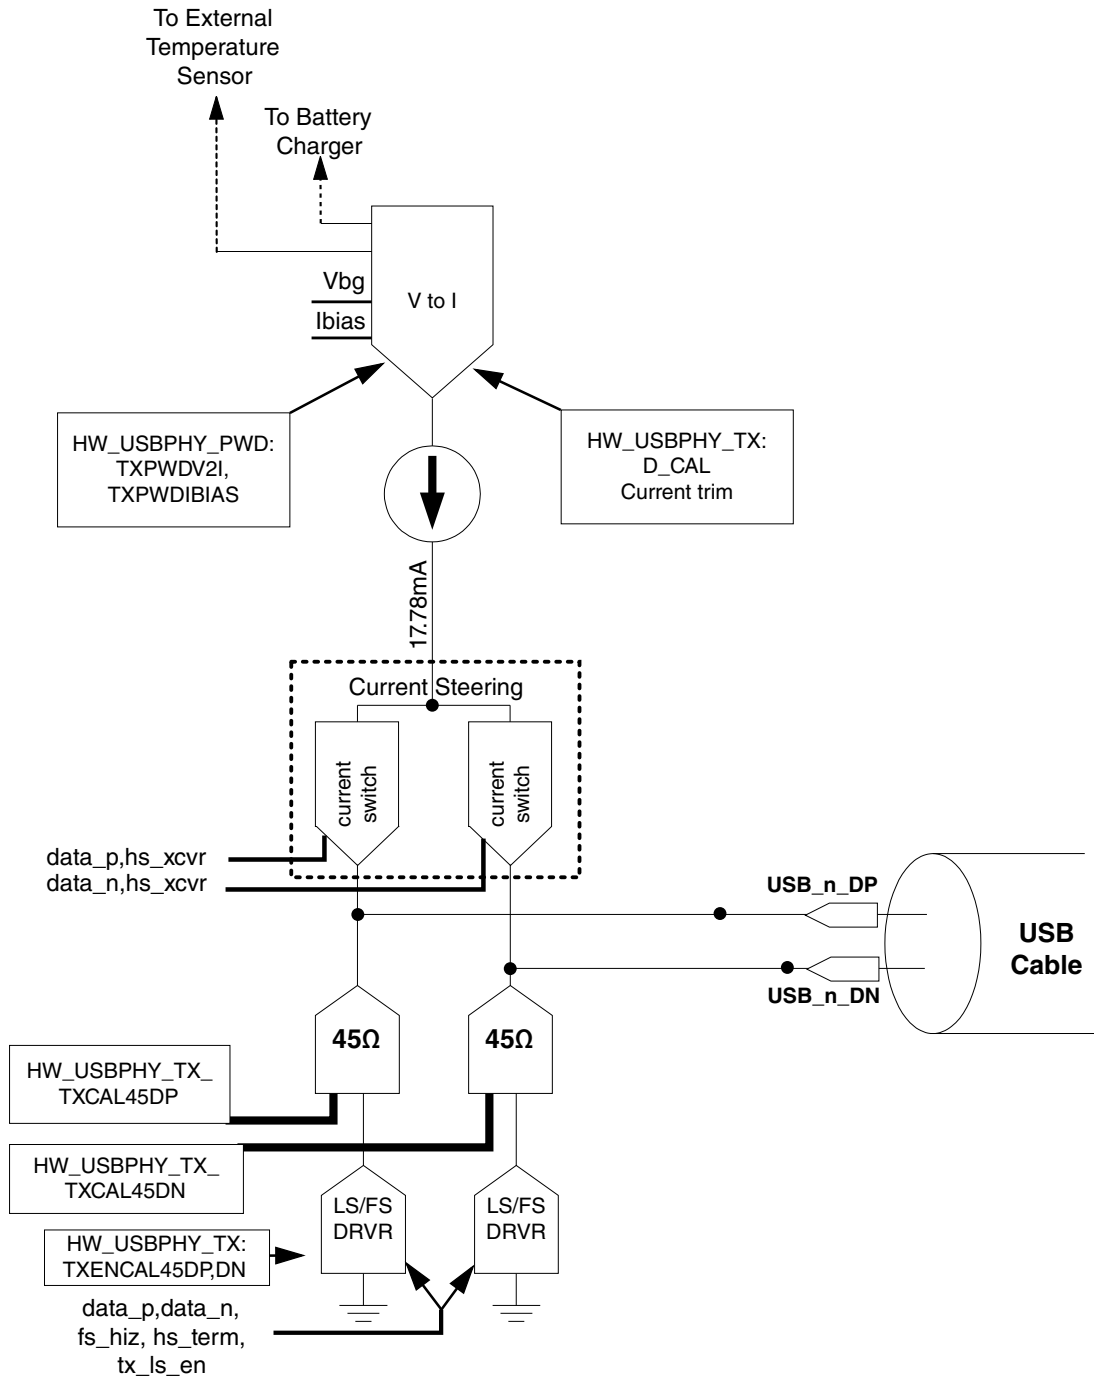 To External
Temperature
Sensor
To Battery
Charger
Vbg
Ibias
V to I
HW_USBPHY_PWD:
TXPWDV2I,
TXPWDIBIAS
HW_USBPHY_TX:
D_CAL
Current trim
17.78mA
Current Steering
current
switch
current
switch
data_p,hs_xcvr
data_n,hs_xcvr
USB_n_DP
USB_n_DN
USB
Cable
45Ω
45Ω
HW_USBPHY_TX_
TXCAL45DP
HW_USBPHY_TX_
TXCAL45DN
LS/FS
DRVR
LS/FS
DRVR
HW_USBPHY_TX:
TXENCAL45DP,DN
data_p,data_n,
fs_hiz, hs_term,
tx_ls_en